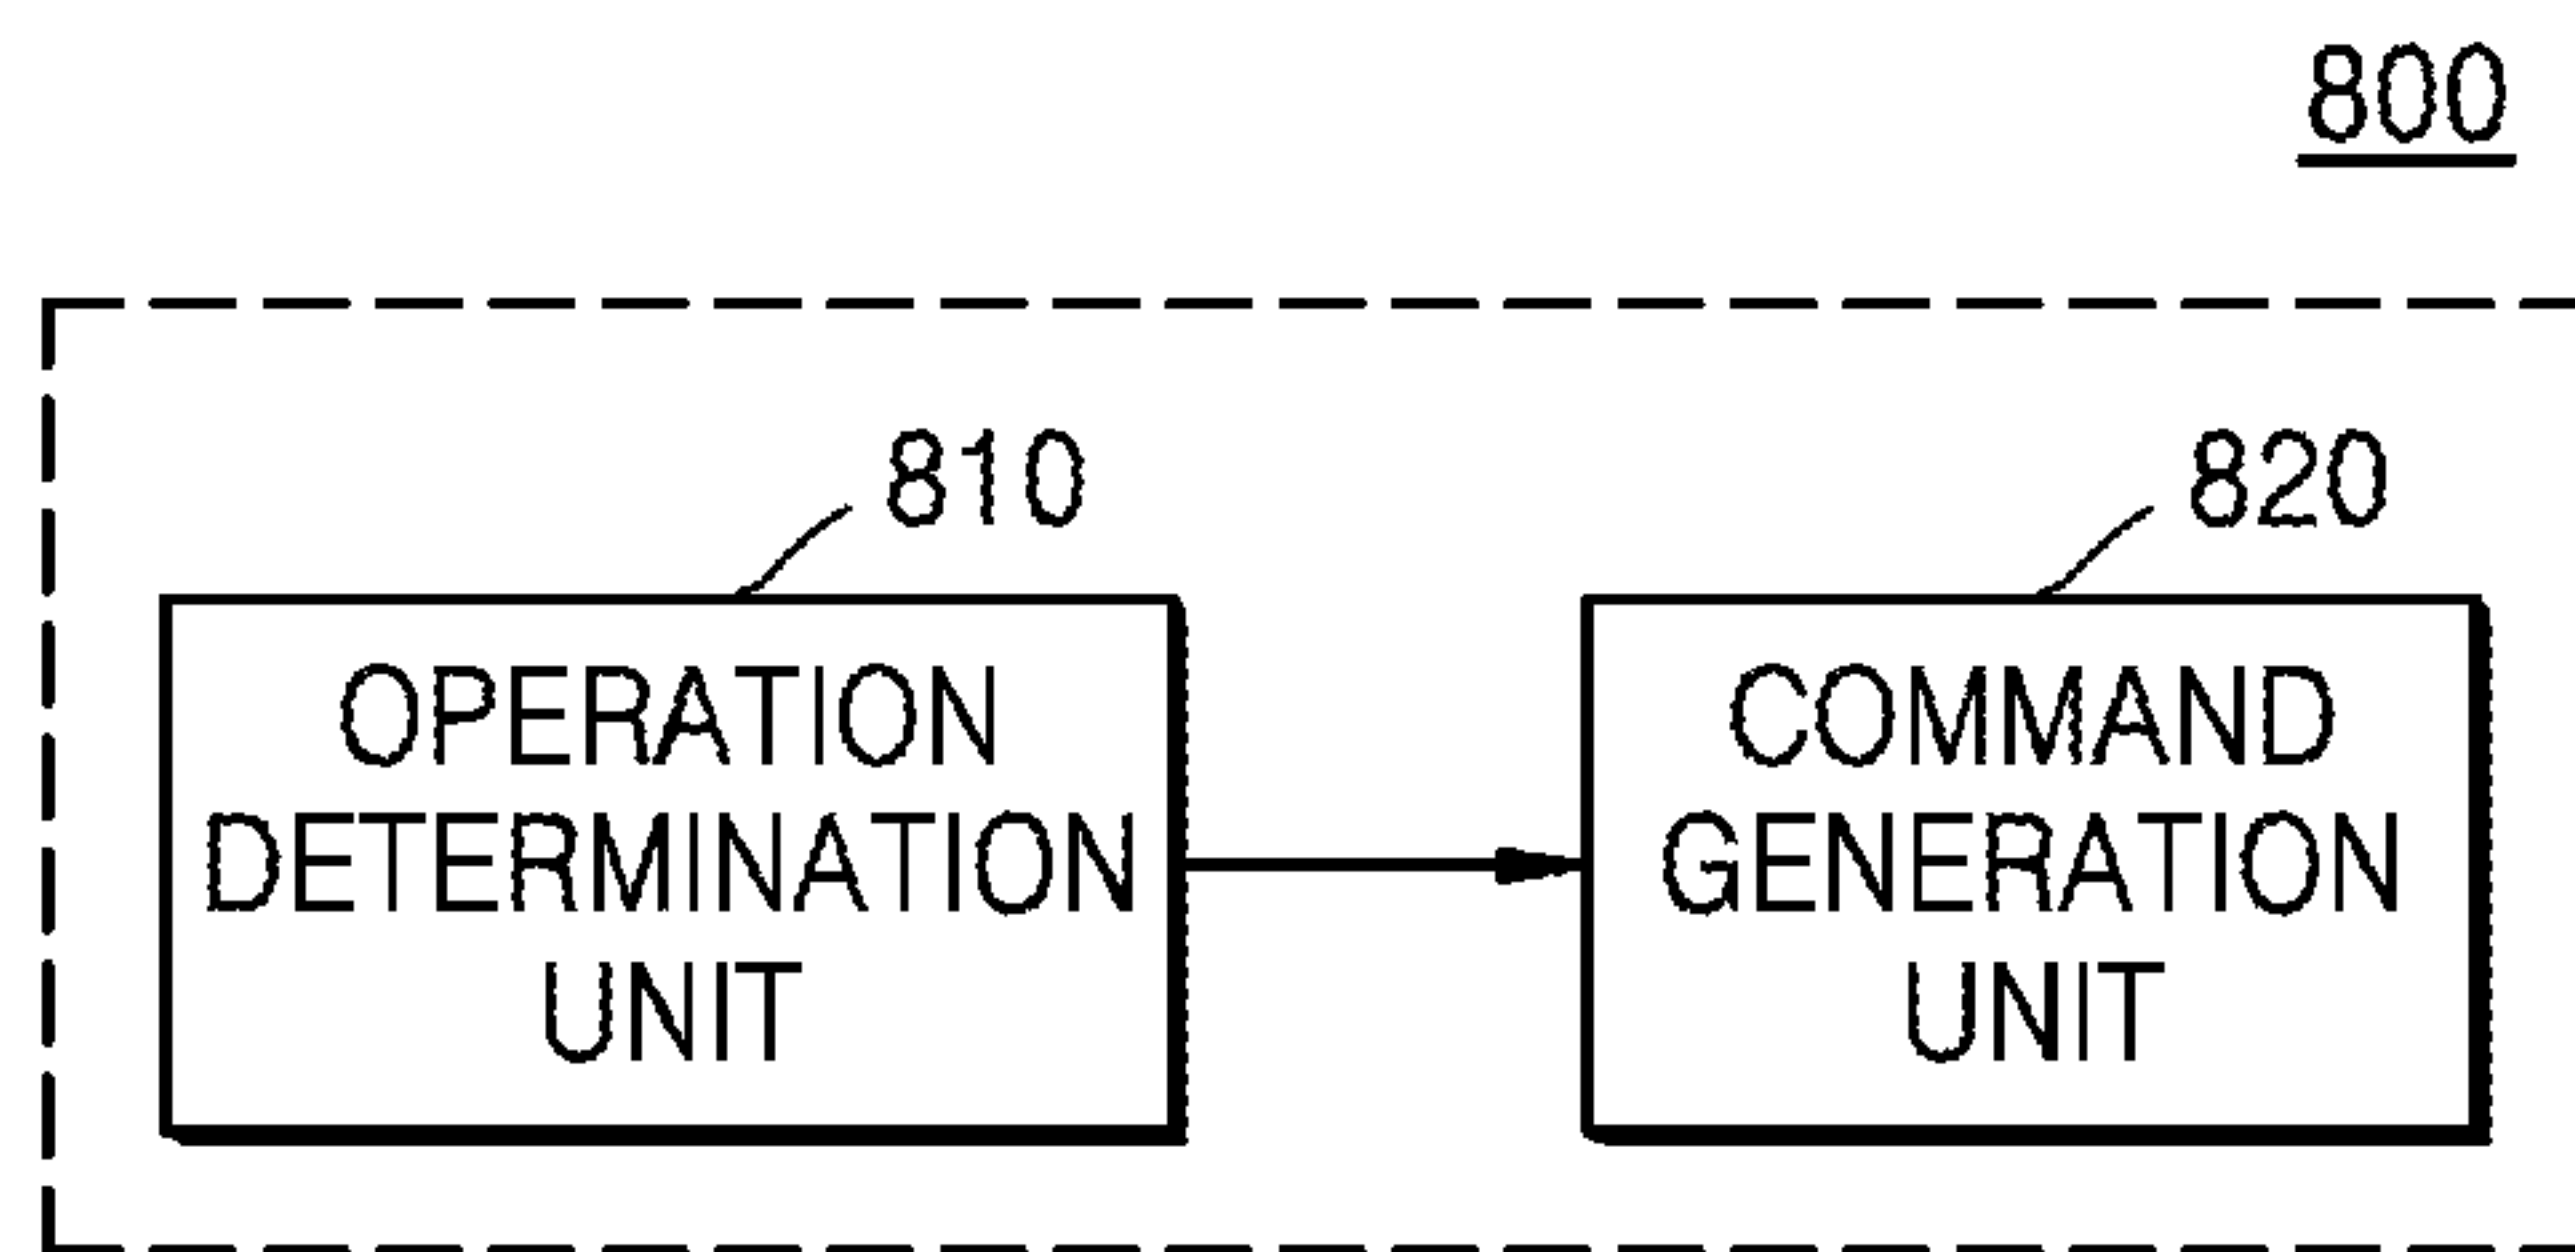 800
810
820
OPERATION
DETERMINATION
UNIT
COMMAND
GENERATION
UNIT